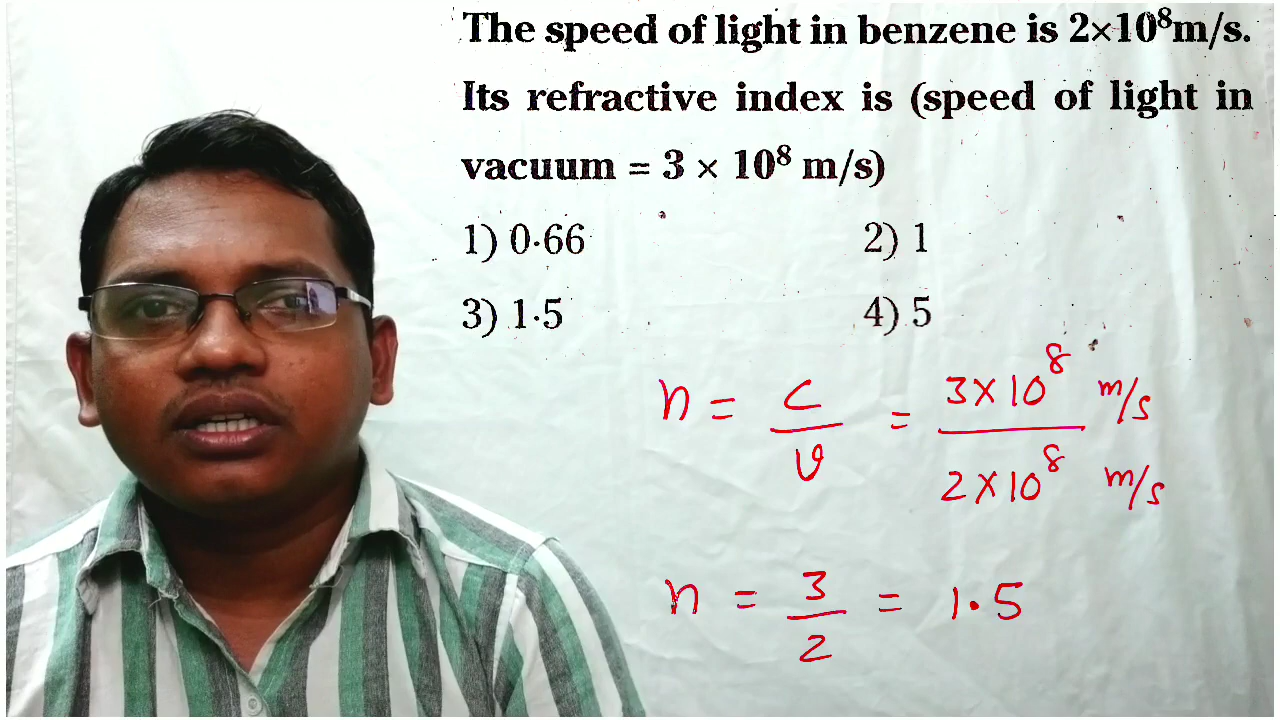 The speed of light in benzene is 2×10⁸m/s.
Its refractive index is (speed of light in
vacuum = 3 × 10⁸ m/s)
1) 0·66 2) 1
3) 1·5 4) 5
n = c/v = 3×10⁸ m/s / 2×10⁸ m/s
n = 3/2 = 1.5